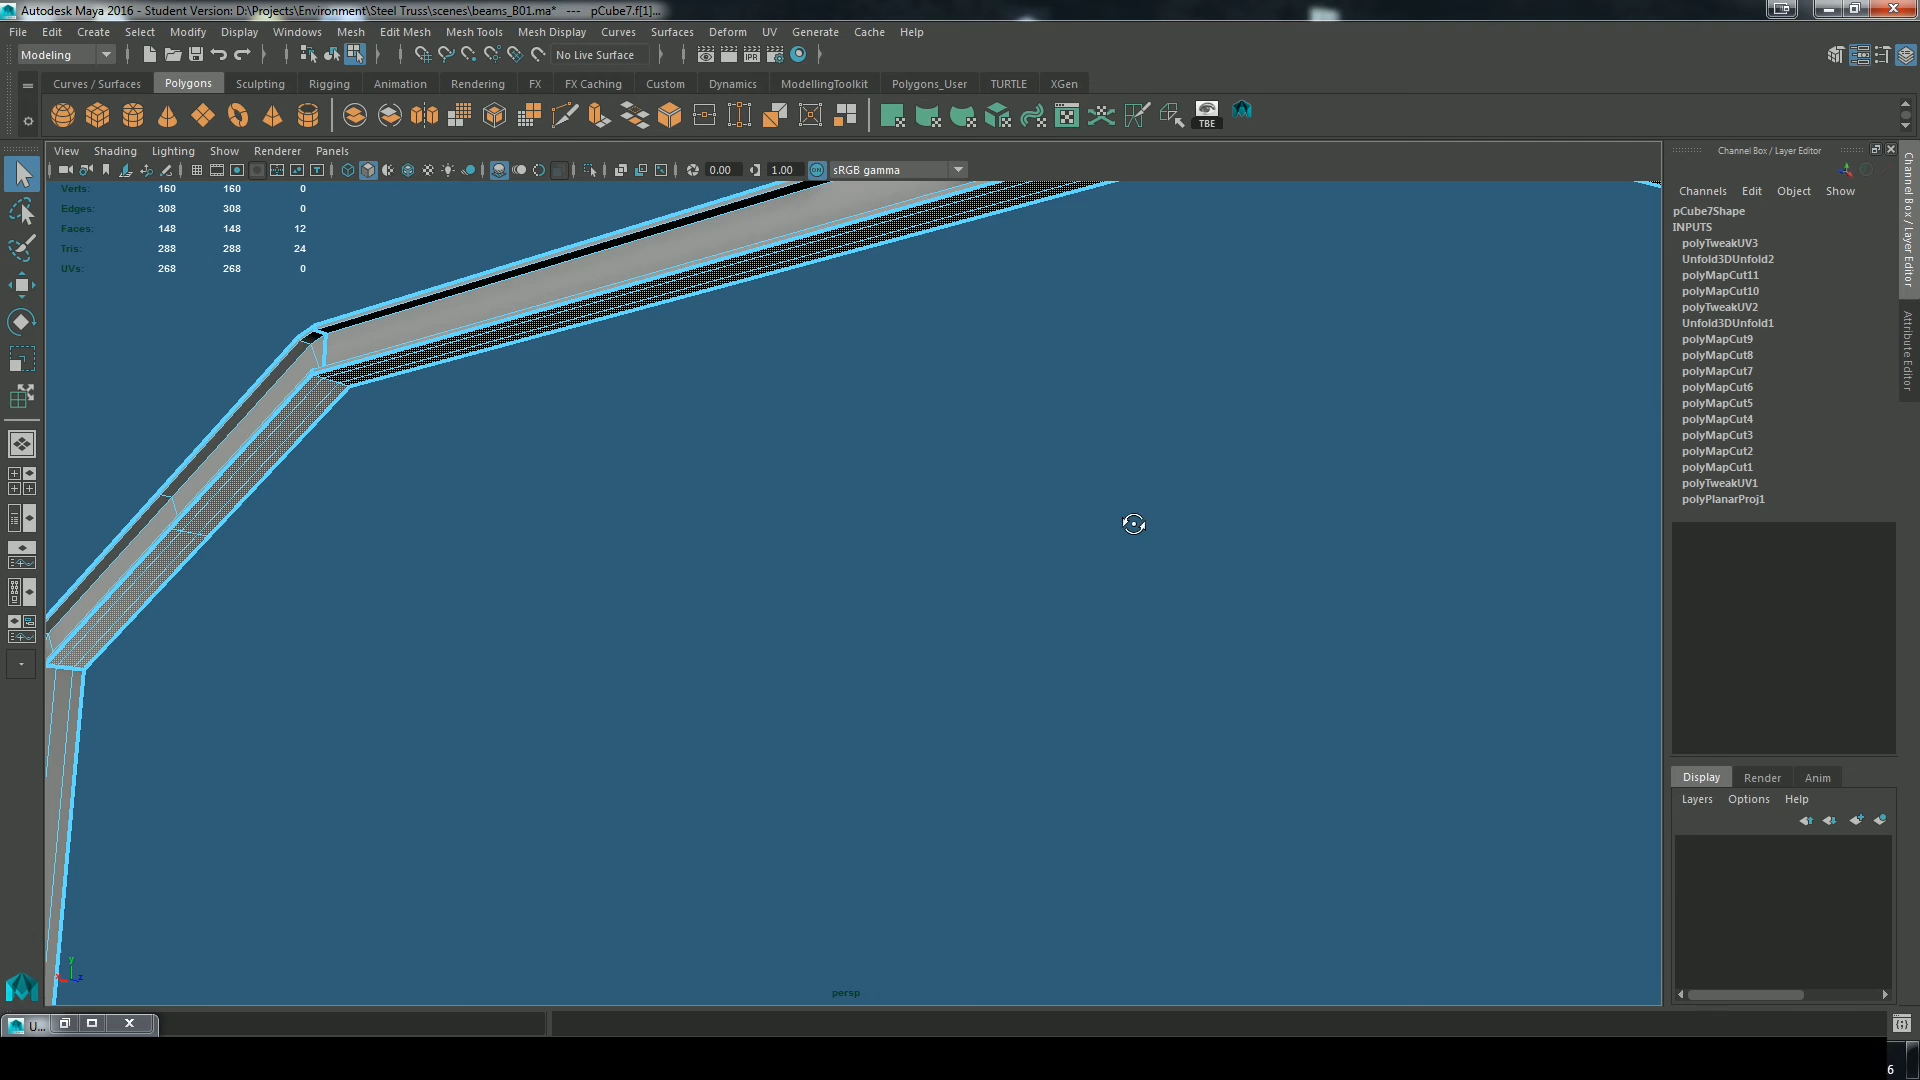 Autodesk Maya 2016 - Student Version: D:\Projects\Environment\Steel Truss\scenes\beams_B01.ma* --- pCube7.f[1]...
File Edit Create Select Modify Display Windows Mesh Edit Mesh Mesh Tools Mesh Display Curves Surfaces Deform UV Generate Cache Help
Modeling No Live Surface IPR
Curves / Surfaces Polygons Sculpting Rigging Animation Rendering FX FX Caching Custom Dynamics ModellingToolkit Polygons_User TURTLE XGen
TBE
View Shading Lighting Show Renderer Panels
0.00 1.00 ON sRGB gamma
Verts: 160 160 0
Edges: 308 308 0
Faces: 148 148 12
Tris: 288 288 24
UVs: 268 268 0
y
z
persp
Channel Box / Layer Editor
Channels Edit Object Show
pCube7Shape
INPUTS
polyTweakUV3
Unfold3DUnfold2
polyMapCut11
polyMapCut10
polyTweakUV2
Unfold3DUnfold1
polyMapCut9
polyMapCut8
polyMapCut7
polyMapCut6
polyMapCut5
polyMapCut4
polyMapCut3
polyMapCut2
polyMapCut1
polyTweakUV1
polyPlanarProj1
Channel Box / Layer Editor
Attribute Editor
Display Render Anim
Layers Options Help
U...
6